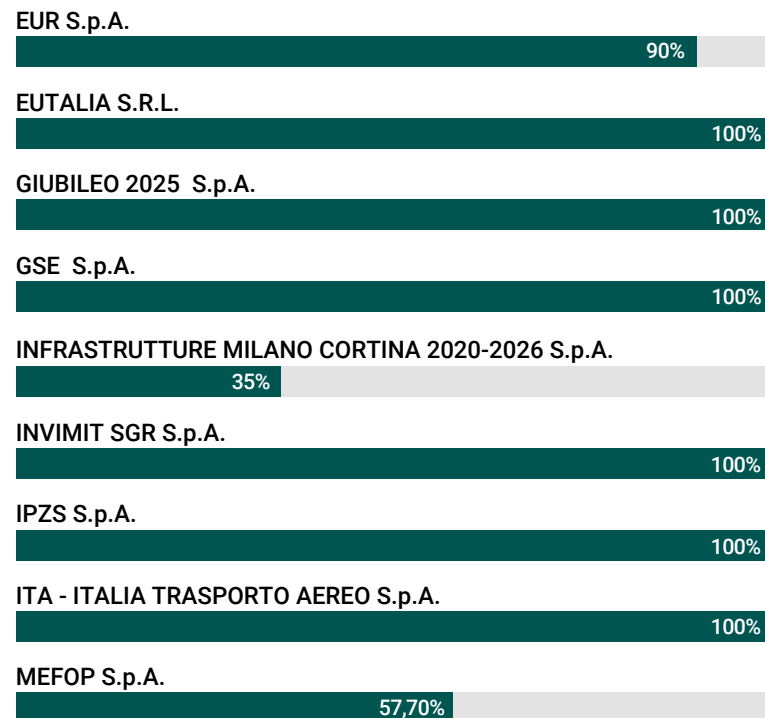 EUR S.p.A.
90%
EUTALIA S.R.L.
100%
GIUBILEO 2025 S.p.A.
100%
GSE S.p.A.
100%
INFRASTRUTTURE MILANO CORTINA 2020-2026 S.p.A.
35%
INVIMIT SGR S.p.A.
100%
IPZS S.p.A.
100%
ITA - ITALIA TRASPORTO AEREO S.p.A.
100%
MEFOP S.p.A.
57,70%